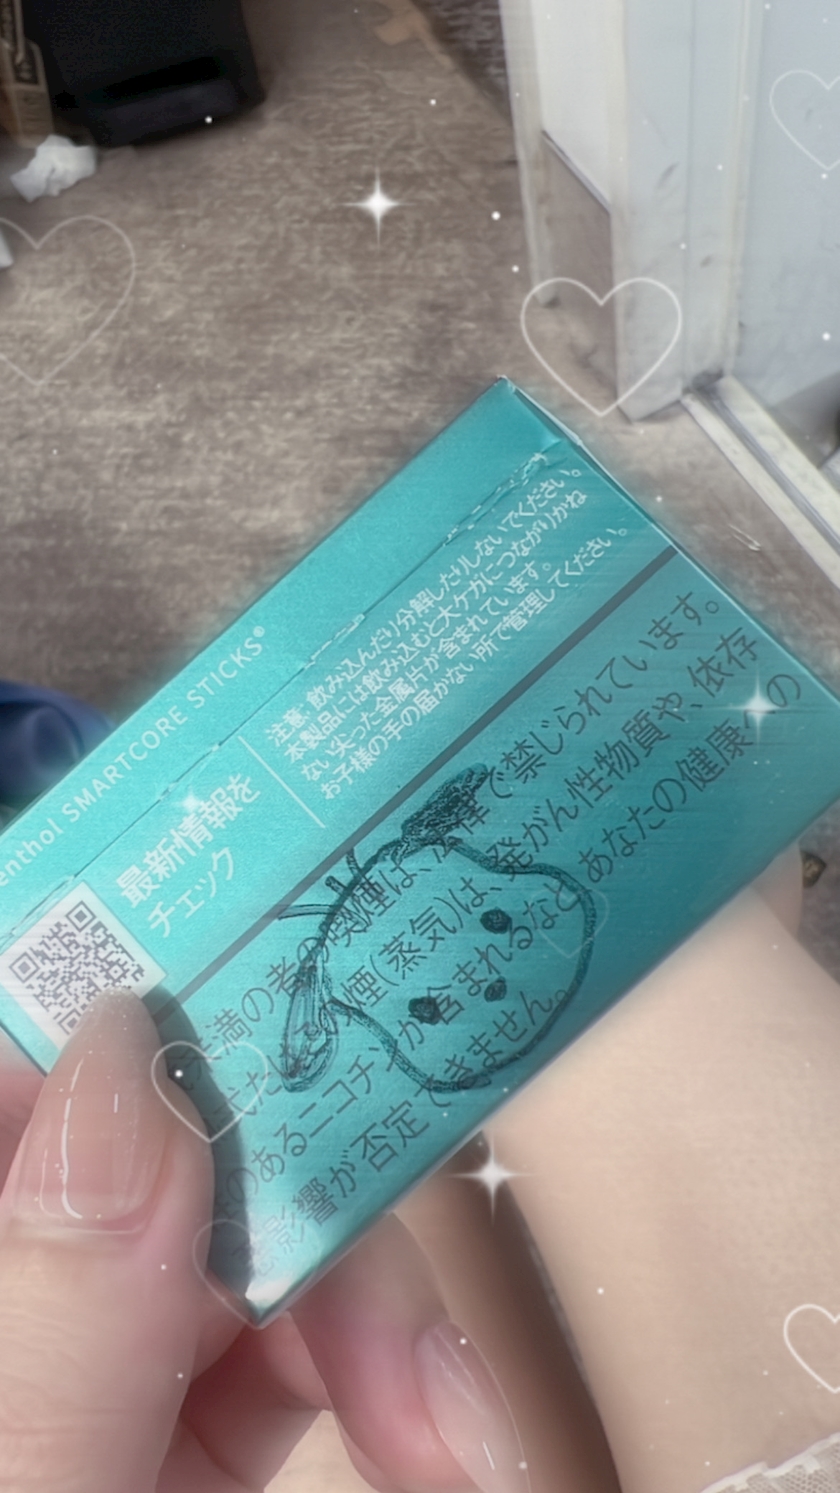 enthol SMARTCORE STICKS®
最新情報を
チェック
注意: 飲み込んだり分解したりしないでください。
本製品には飲み込むと大ケガにつながりかね
ない尖った金属片が含まれています。
お子様の手の届かない所で管理してください。
未満の者の喫煙は、法律で禁じられています。
煙(蒸気)は、発がん性物質や、依存
のあるニコチンが含まれるなど、あなたの健康への
悪影響が否定できません。